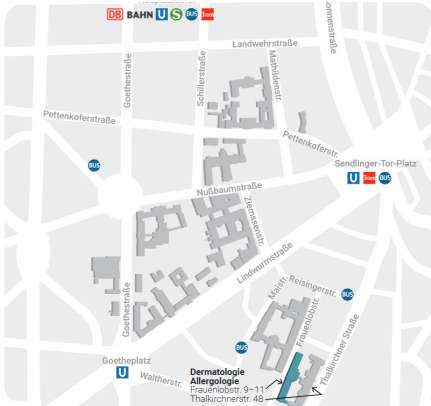 DB BAHN U S BUS Tram
Landwehrstraße
Goethestraße
Schillerstraße
Mathildenstr.
Pettenkoferstraße
Pettenkoferstr.
BUS
Sendlinger-Tor-Platz
U Tram BUS
Nußbaumstraße
Ziemssenstr.
Lindwurmstraße
Goethestraße
Maistr.
Reisingerstr.
BUS
Frauenlobstr.
Thalkirchner Straße
BUS
Goetheplatz
U
Waltherstr.
Dermatologie
Allergologie
Frauenlobstr. 9–11
Thalkirchnerstr. 48